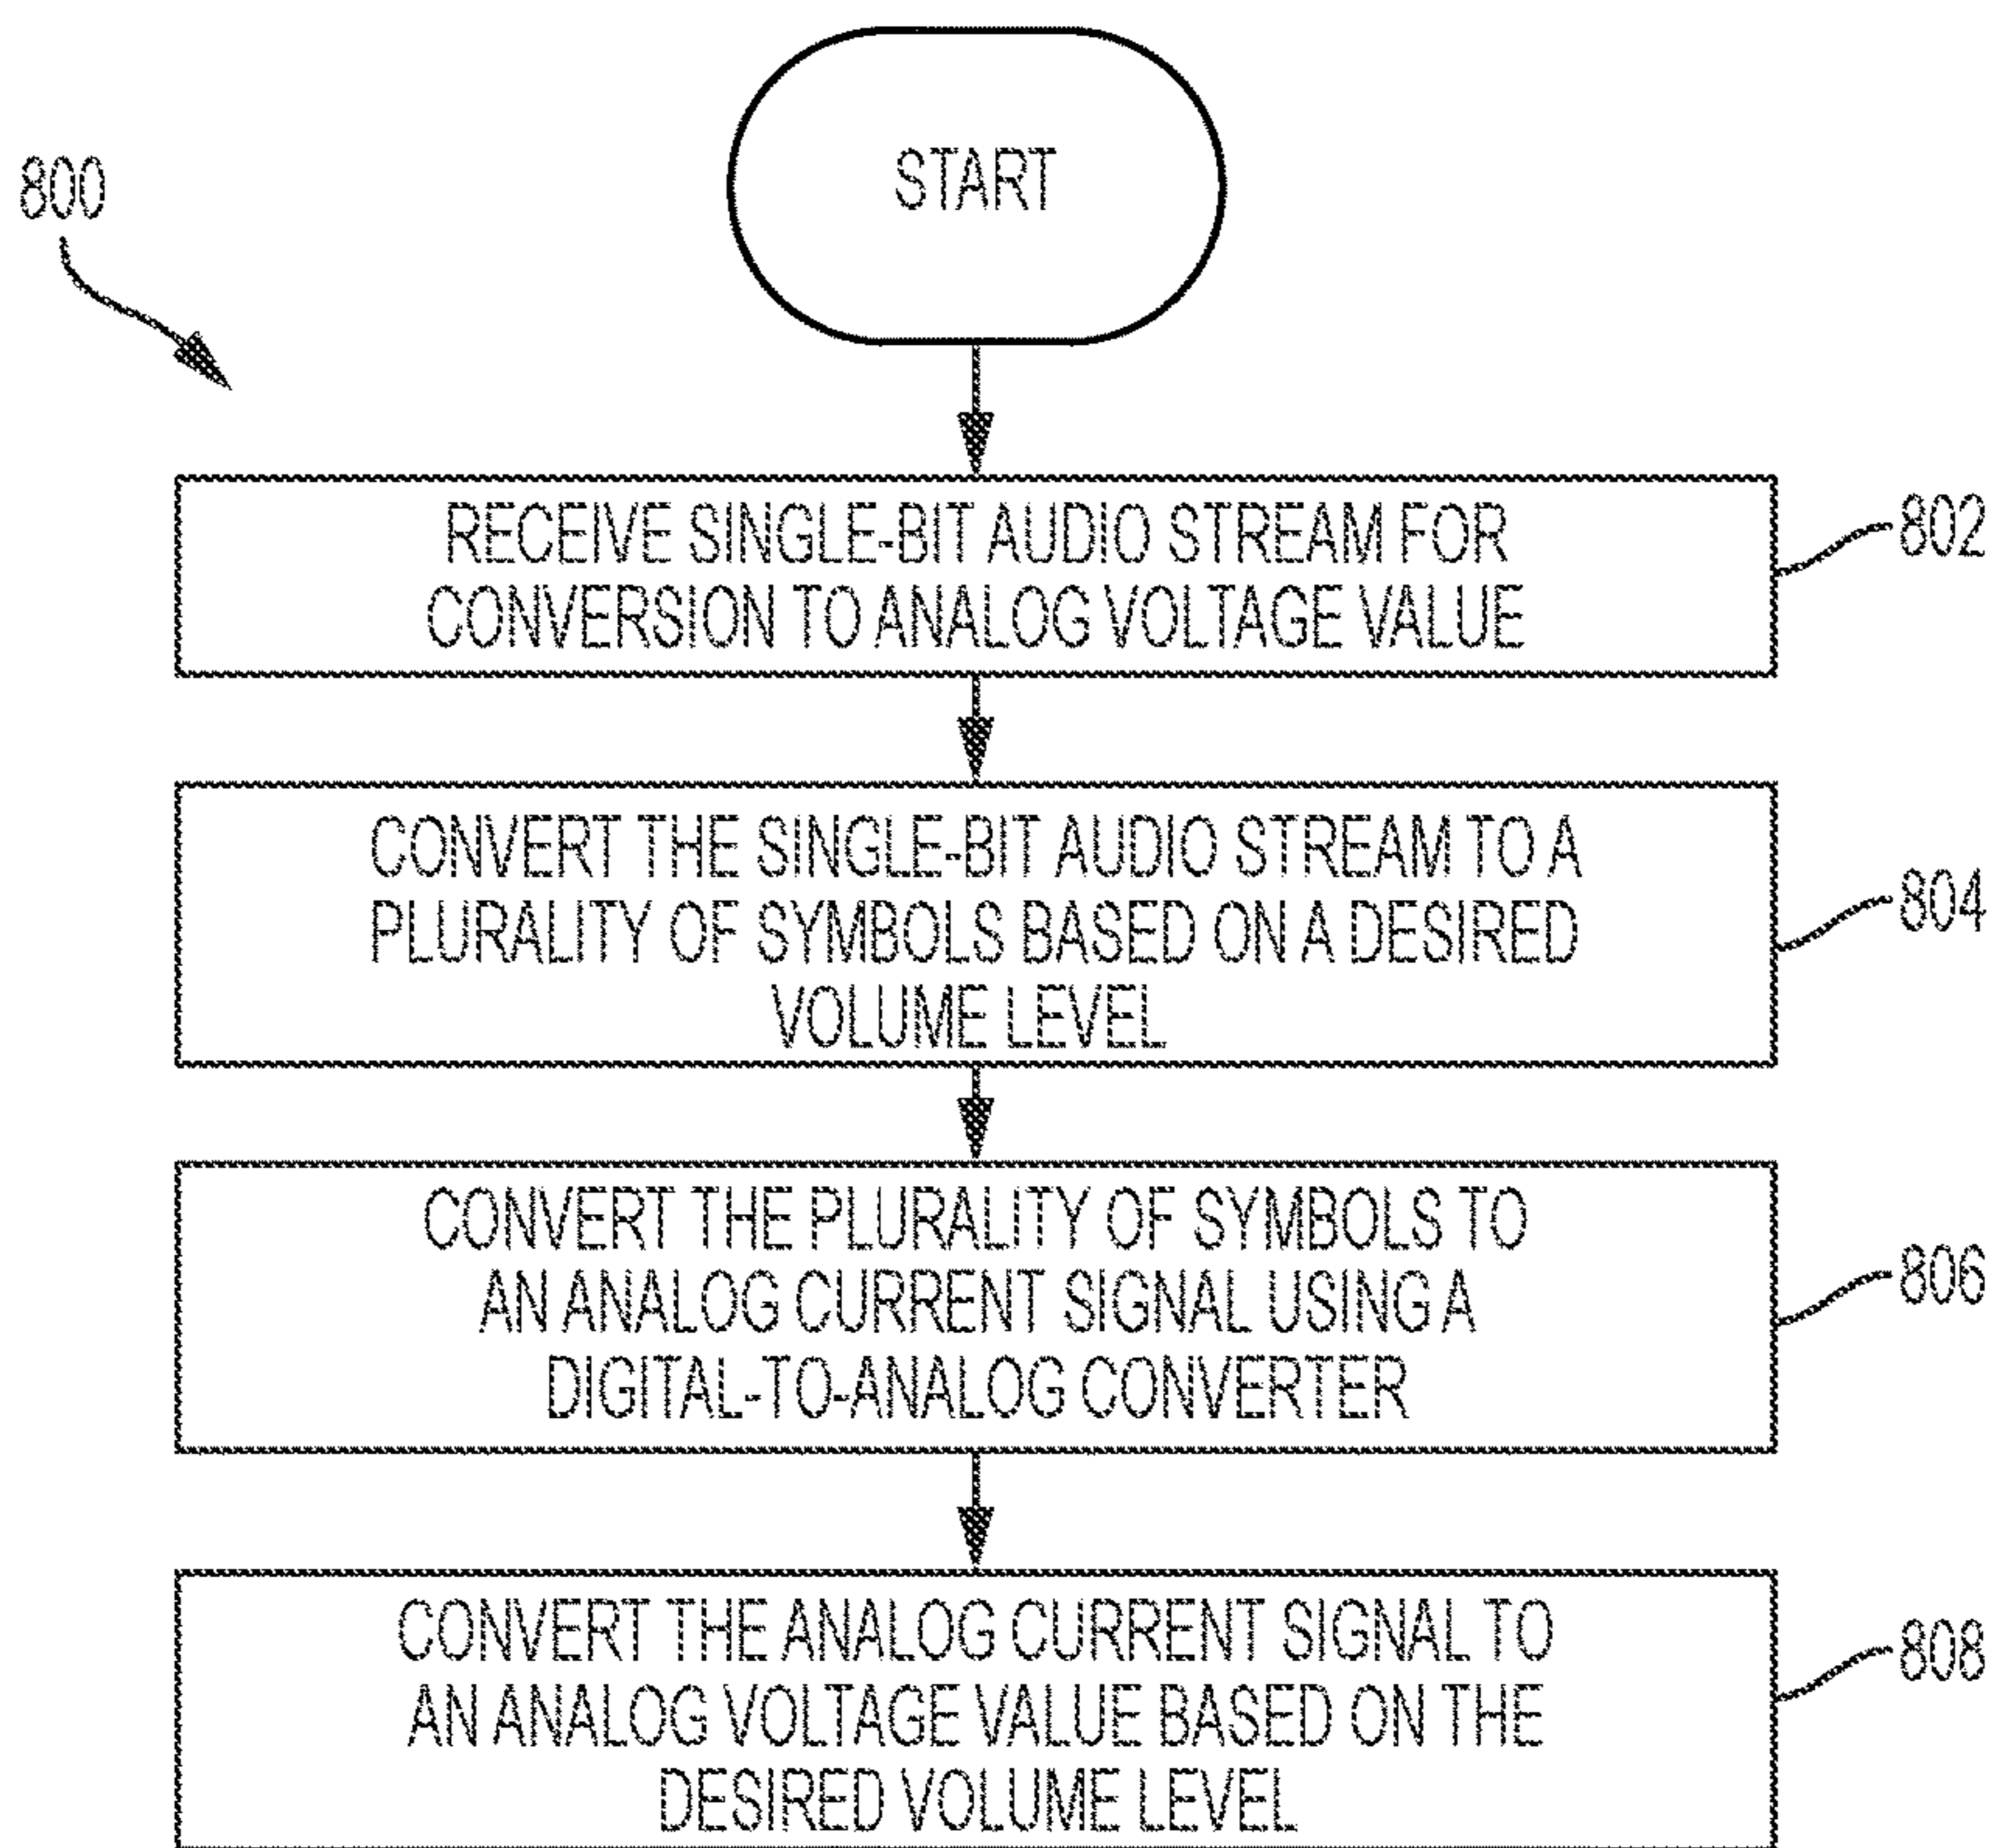 START
800
RECEIVE SINGLE-BIT AUDIO STREAM FOR
CONVERSION TO ANALOG VOLTAGE VALUE
802
CONVERT THE SINGLE-BIT AUDIO STREAM TO A
PLURALITY OF SYMBOLS BASED ON A DESIRED
VOLUME LEVEL
804
CONVERT THE PLURALITY OF SYMBOLS TO
AN ANALOG CURRENT SIGNAL USING A
DIGITAL-TO-ANALOG CONVERTER
806
CONVERT THE ANALOG CURRENT SIGNAL TO
AN ANALOG VOLTAGE VALUE BASED ON THE
DESIRED VOLUME LEVEL
808